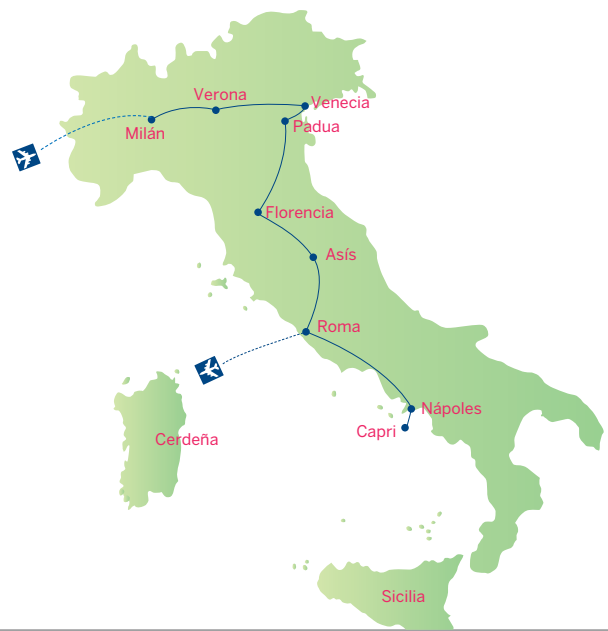 Verona
Venecia
Milán
Padua
Florencia
Asís
Roma
Nápoles
Capri
Cerdeña
Sicilia